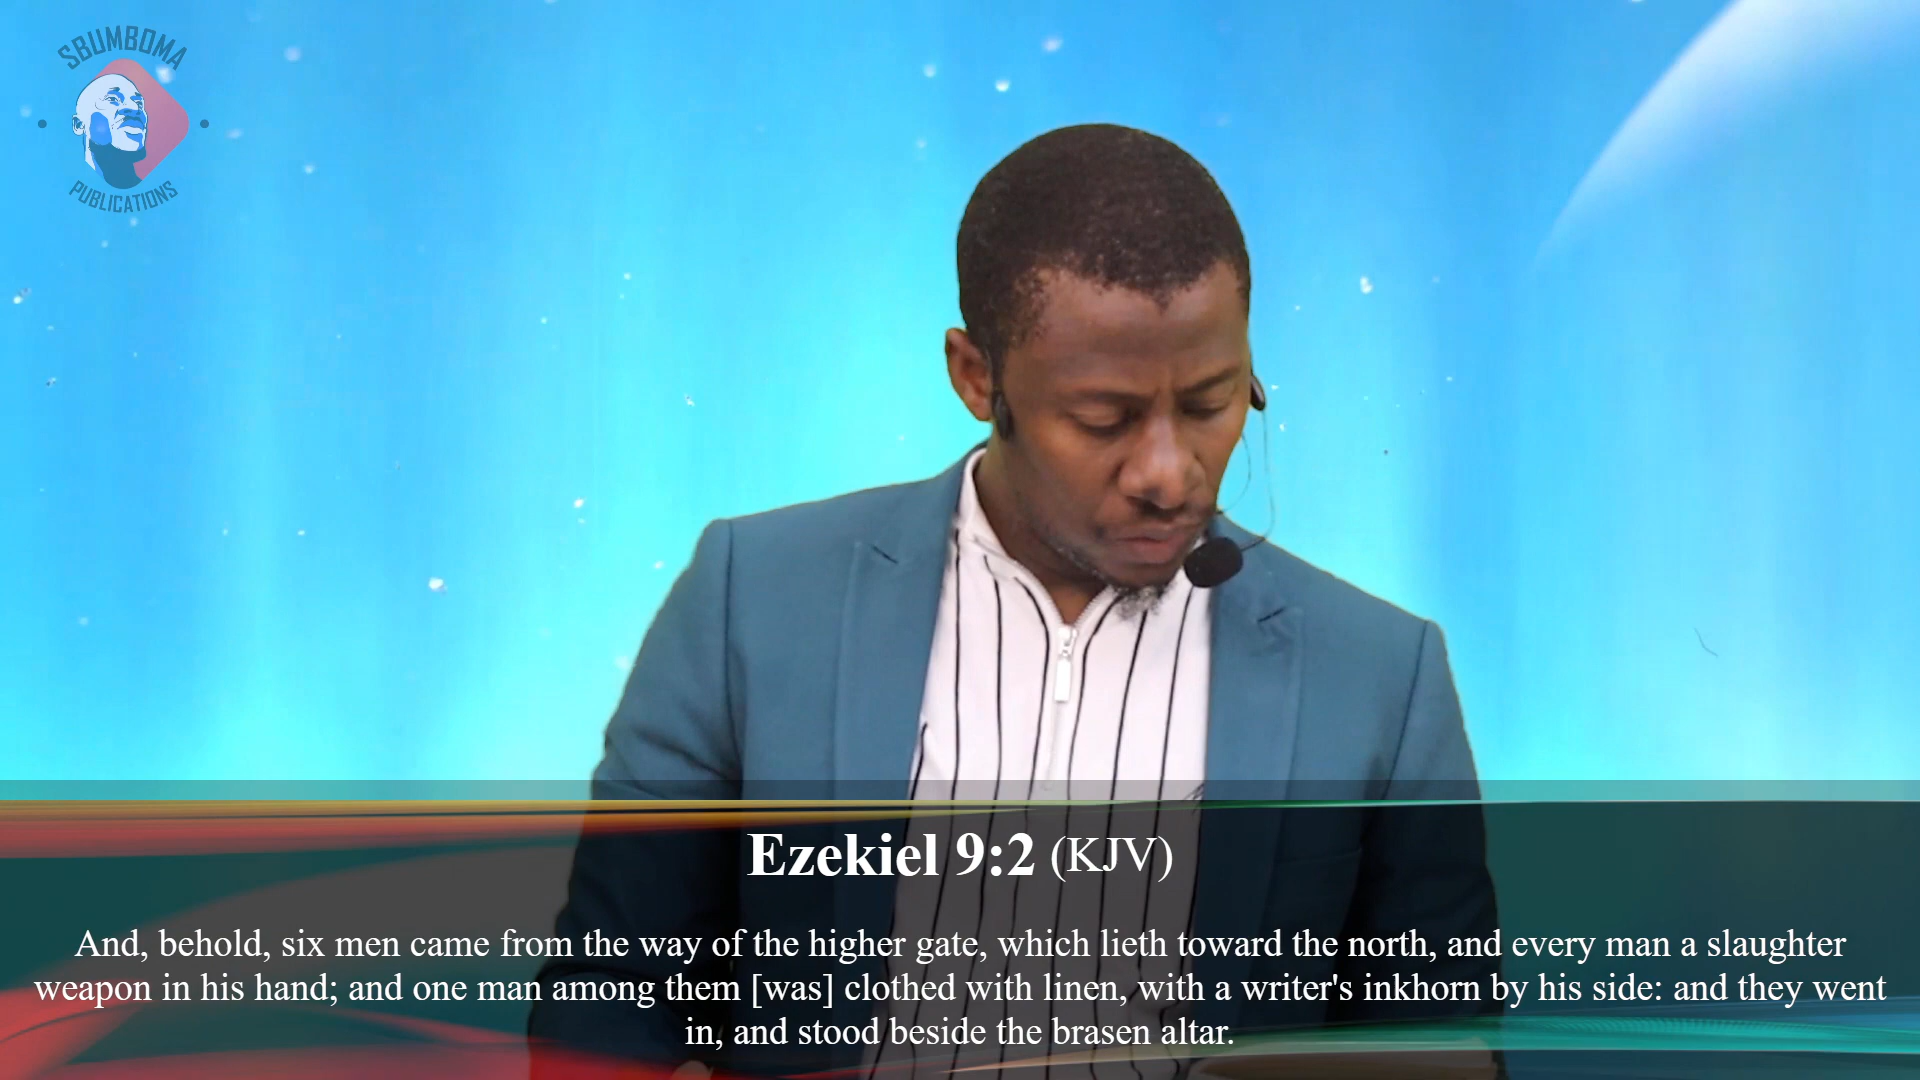 SBUMBOMA
PUBLICATIONS
Ezekiel 9:2 (KJV)
And, behold, six men came from the way of the higher gate, which lieth toward the north, and every man a slaughter
weapon in his hand; and one man among them [was] clothed with linen, with a writer's inkhorn by his side: and they went
in, and stood beside the brasen altar.